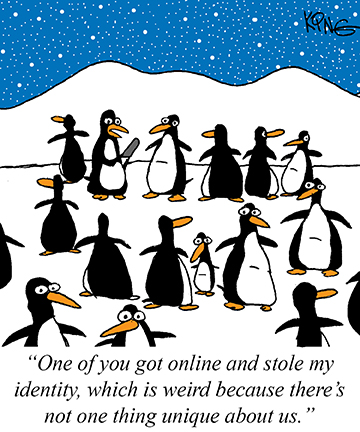 KING
“One of you got online and stole my
identity, which is weird because there’s
not one thing unique about us.”